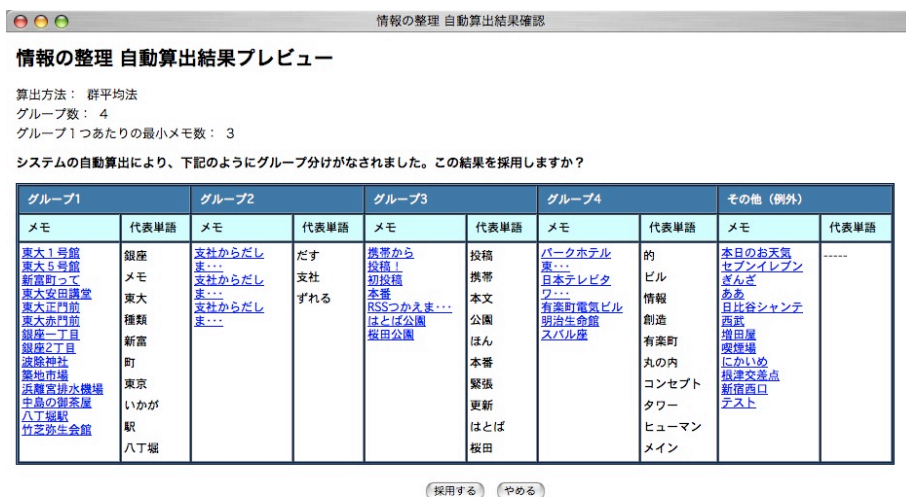 情報の整理 自動算出結果確認
情報の整理 自動算出結果プレビュー
算出方法： 群平均法
グループ数： 4
グループ1つあたりの最小メモ数： 3
システムの自動算出により、下記のようにグループ分けがなされました。この結果を採用しますか？
グループ1 グループ2 グループ3 グループ4 その他（例外）
メモ 代表単語 メモ 代表単語 メモ 代表単語 メモ 代表単語 メモ 代表単語
東大1号館
東大5号館
新富町って
東大安田講堂
東大正門前
東大赤門前
銀座一丁目
銀座2丁目
波除神社
築地市場
浜離宮排水機場
中島の御茶屋
八丁堀駅
竹芝弥生会館
銀座
メモ
東大
種類
新富
町
東京
いかが
駅
八丁堀
支社からだし
ま・・・
支社からだし
ま・・・
支社からだし
ま・・・
だす
支社
ずれる
携帯から
投稿！
初投稿
本番
RSSつかえま・・・
はとば公園
桜田公園
投稿
携帯
本文
公園
ほん
本番
緊張
更新
はとば
桜田
パークホテル
東・・・
日本テレビタ
ワ・・・
有楽町電気ビル
明治生命館
スバル座
的
ビル
情報
創造
有楽町
丸の内
コンセプト
タワー
ヒューマン
メイン
本日のお天気
セブンイレブン
ぎんざ
ああ
日比谷シャンテ
西武
増田屋
喫煙場
にかいめ
根津交差点
新宿西口
テスト
-----
採用する やめる